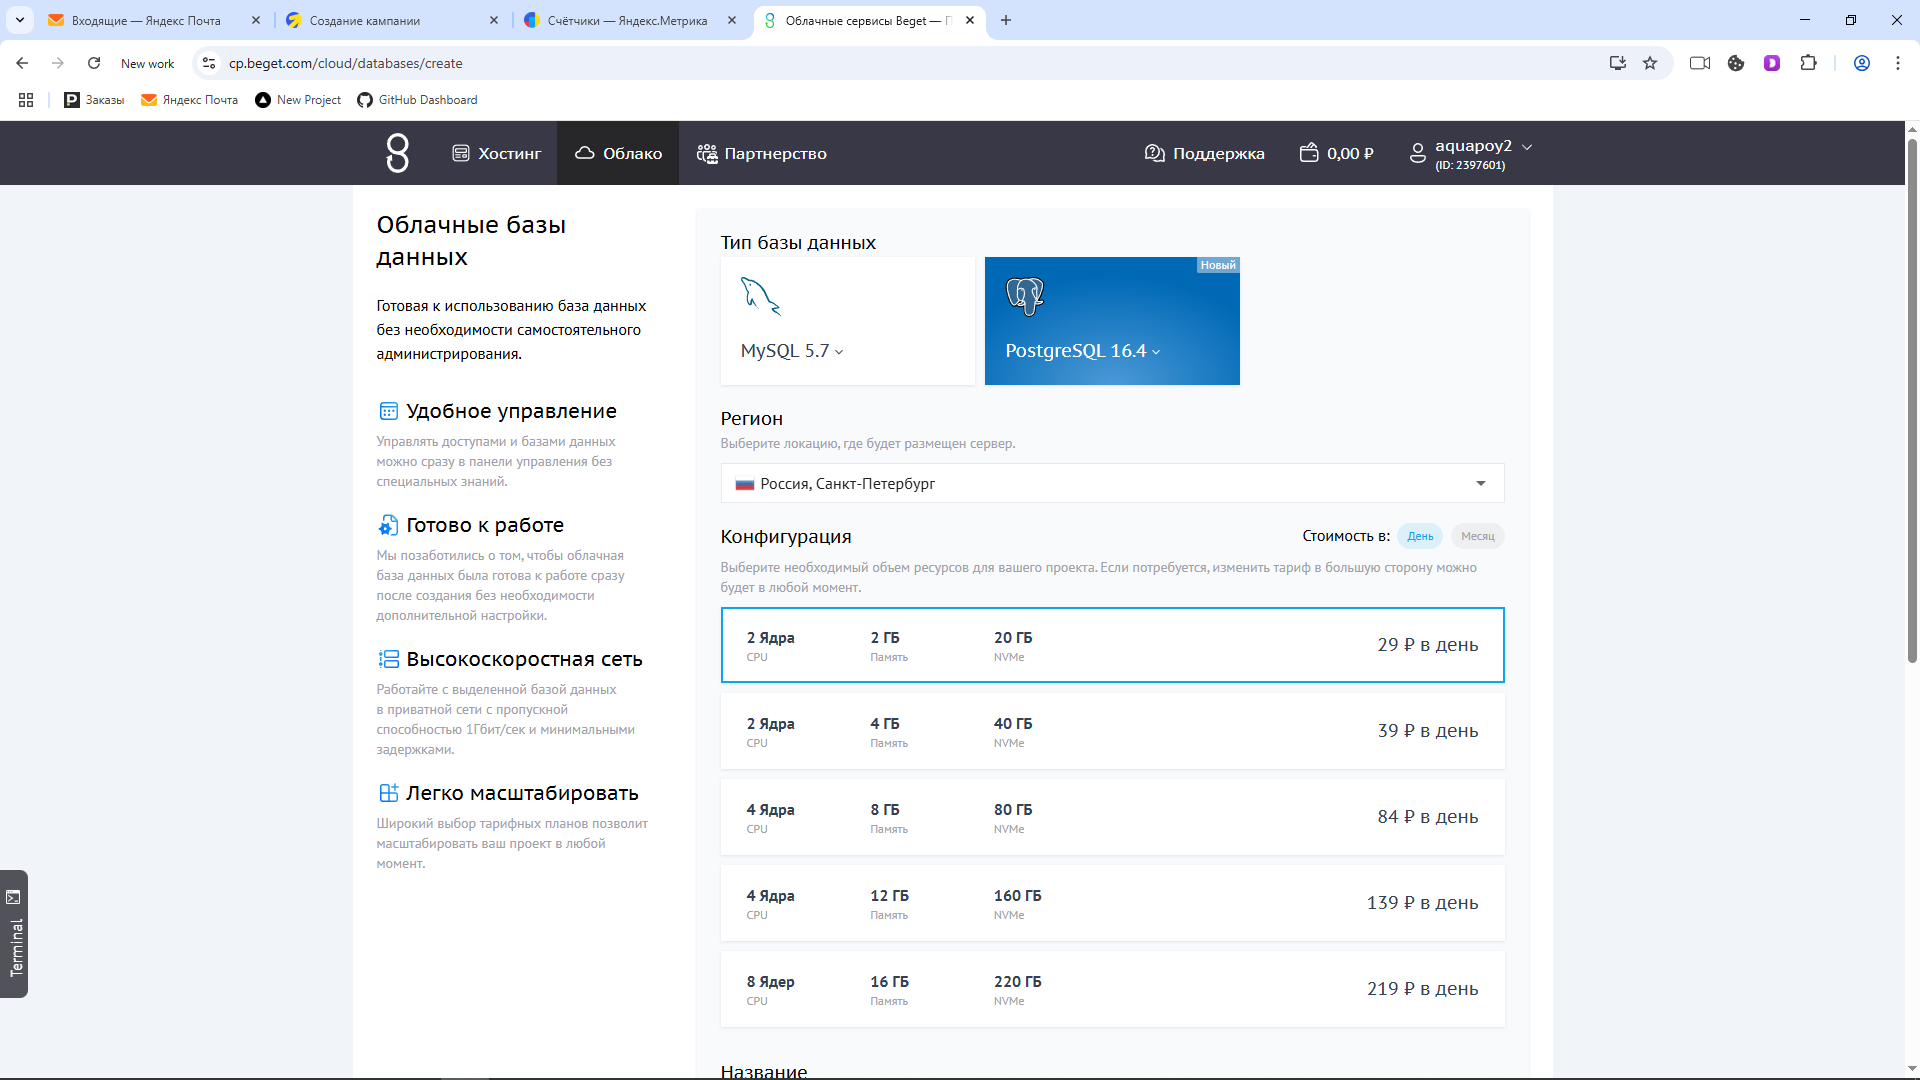 Входящие — Яндекс Почта
Создание кампании
Счётчики — Яндекс.Метрика
Облачные сервисы Beget —
New work
cp.beget.com/cloud/databases/create
Заказы
Яндекс Почта
New Project
GitHub Dashboard
Хостинг
Облако
Партнерство
Поддержка
0,00 ₽
aquapoy2
(ID: 2397601)
Облачные базы
данных
Готовая к использованию база данных
без необходимости самостоятельного
администрирования.
Удобное управление
Управлять доступами и базами данных
можно сразу в панели управления без
специальных знаний.
Готово к работе
Мы позаботились о том, чтобы облачная
база данных была готова к работе сразу
после создания без необходимости
дополнительной настройки.
Высокоскоростная сеть
Работайте с выделенной базой данных
в приватной сети с пропускной
способностью 1Гбит/сек и минимальными
задержками.
Легко масштабировать
Широкий выбор тарифных планов позволит
масштабировать ваш проект в любой
момент.
Terminal
Тип базы данных
MySQL 5.7
Новый
PostgreSQL 16.4
Регион
Выберите локацию, где будет размещен сервер.
Россия, Санкт-Петербург
Конфигурация
Стоимость в: День Месяц
Выберите необходимый объем ресурсов для вашего проекта. Если потребуется, изменить тариф в большую сторону можно
будет в любой момент.
2 Ядра 2 ГБ 20 ГБ 29 ₽ в день
CPU Память NVMe
2 Ядра 4 ГБ 40 ГБ 39 ₽ в день
CPU Память NVMe
4 Ядра 8 ГБ 80 ГБ 84 ₽ в день
CPU Память NVMe
4 Ядра 12 ГБ 160 ГБ 139 ₽ в день
CPU Память NVMe
8 Ядер 16 ГБ 220 ГБ 219 ₽ в день
CPU Память NVMe
Название